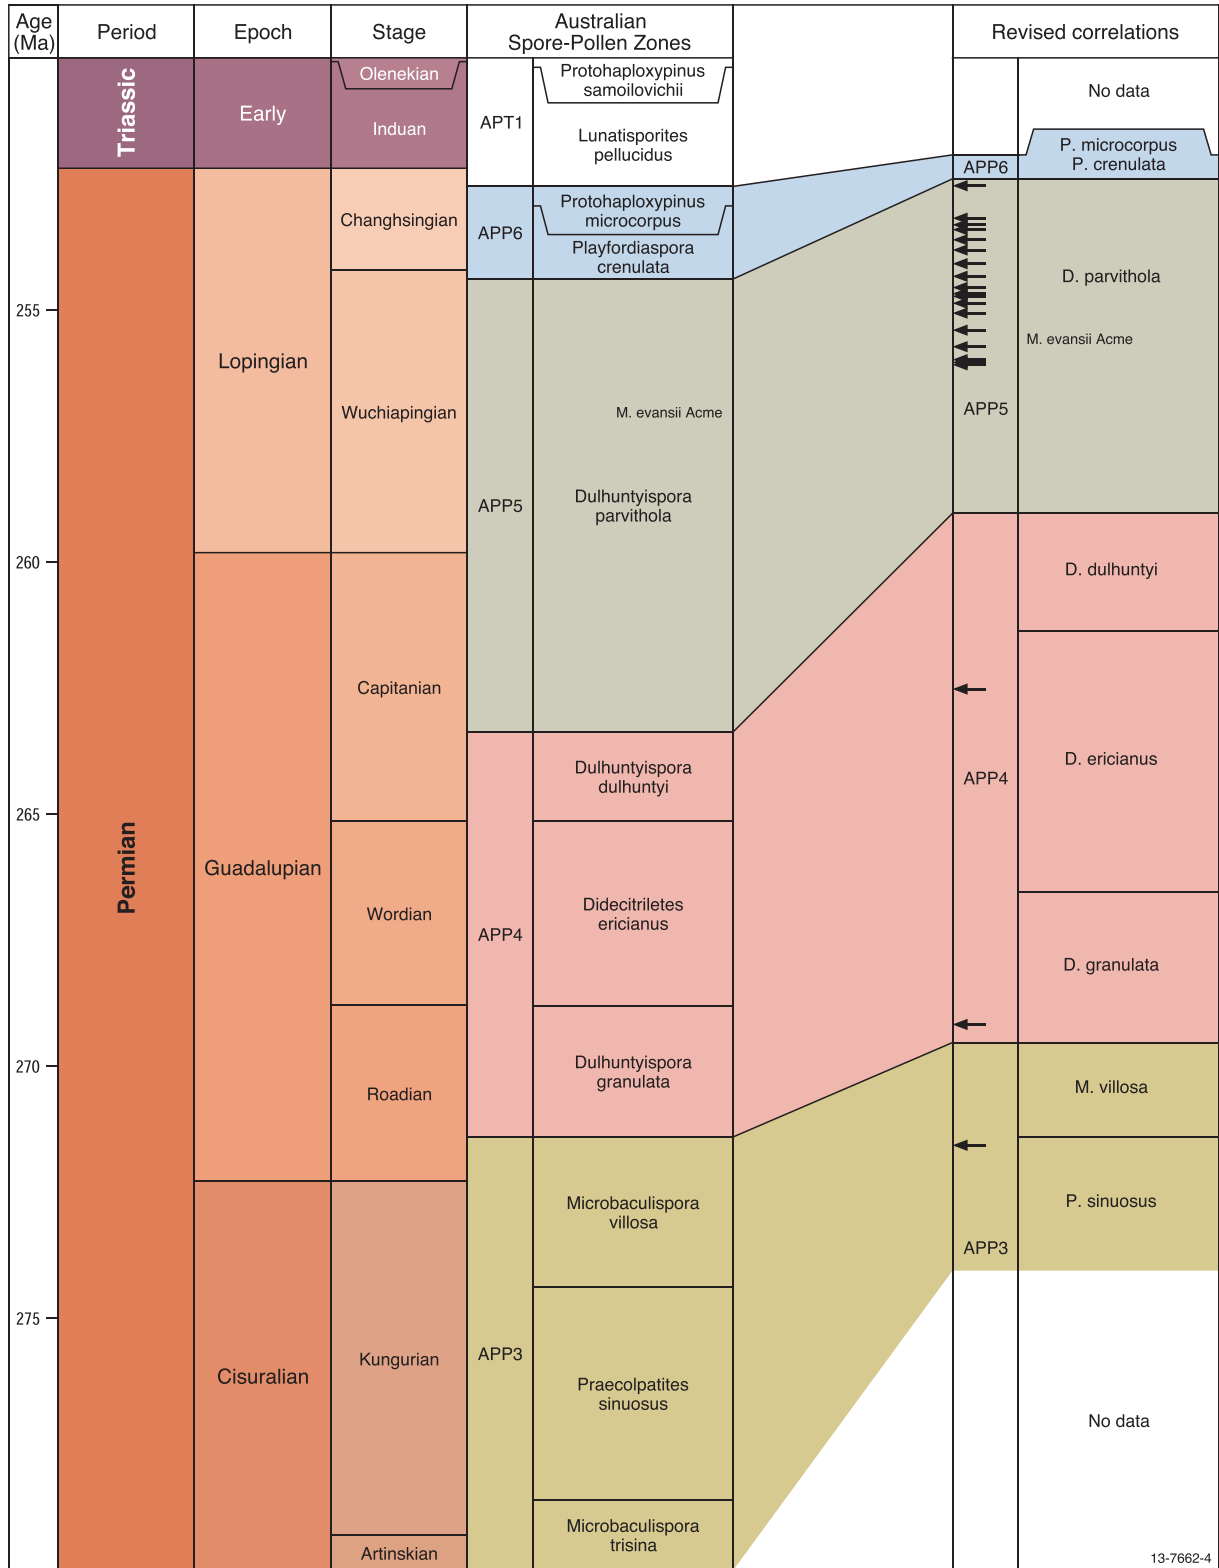 Age
(Ma)
Period
Epoch
Stage
Australian
Spore-Pollen Zones
Revised correlations
Triassic
Early
Olenekian
Induan
APT1
Protohaploxypinus
samoilovichii
Lunatisporites
pellucidus
No data
P. microcorpus
P. crenulata
APP6
Permian
Lopingian
Changhsingian
APP6
Protohaploxypinus
microcorpus
Playfordiaspora
crenulata
255
Wuchiapingian
APP5
M. evansii Acme
Dulhuntyispora
parvithola
D. parvithola
M. evansii Acme
APP5
260
Guadalupian
Capitanian
Wordian
Roadian
APP4
Dulhuntyispora
dulhuntyi
Didecitriletes
ericianus
Dulhuntyispora
granulata
D. dulhuntyi
D. ericianus
APP4
D. granulata
265
270
275
Cisuralian
Kungurian
Artinskian
APP3
Microbaculispora
villosa
Praecolpatites
sinuosus
Microbaculispora
trisina
M. villosa
P. sinuosus
APP3
No data
13-7662-4